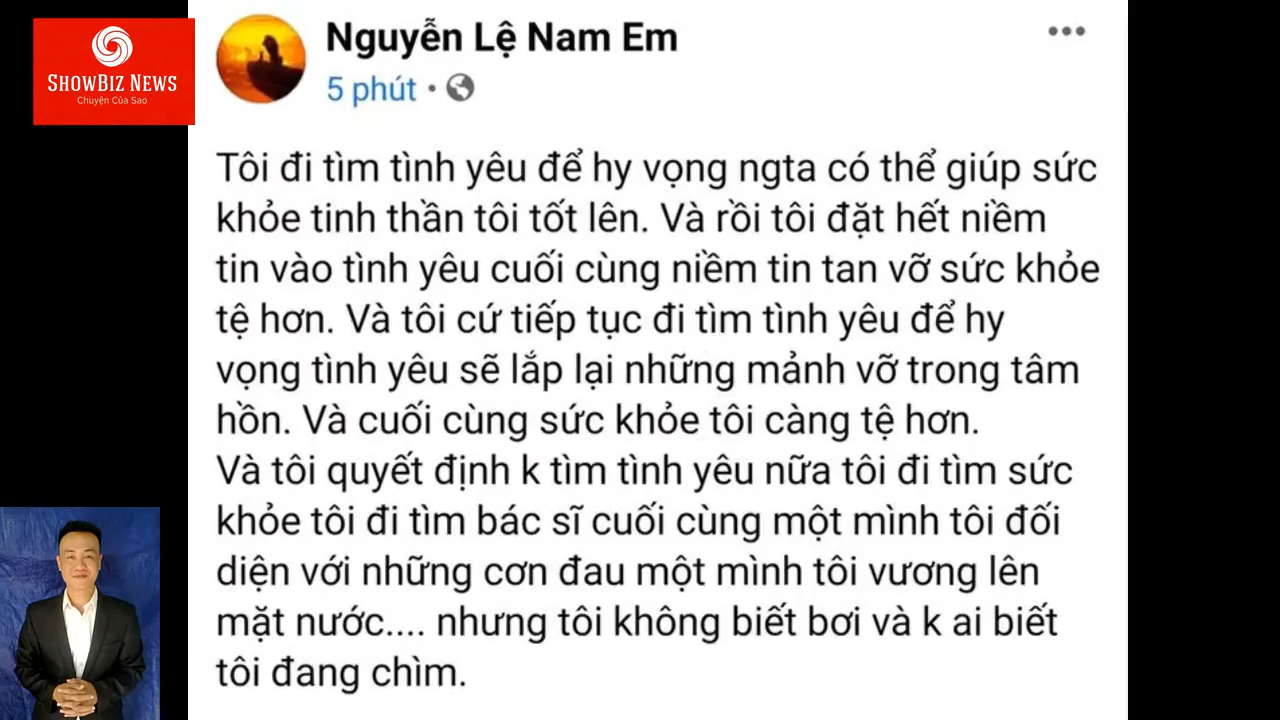 SHOWBIZ NEWS
Chuyện Của Sao
Nguyễn Lệ Nam Em
5 phút •
Tôi đi tìm tình yêu để hy vọng ngta có thể giúp sức
khỏe tinh thần tôi tốt lên. Và rồi tôi đặt hết niềm
tin vào tình yêu cuối cùng niềm tin tan vỡ sức khỏe
tệ hơn. Và tôi cứ tiếp tục đi tìm tình yêu để hy
vọng tình yêu sẽ lắp lại những mảnh vỡ trong tâm
hồn. Và cuối cùng sức khỏe tôi càng tệ hơn.
Và tôi quyết định k tìm tình yêu nữa tôi đi tìm sức
khỏe tôi đi tìm bác sĩ cuối cùng một mình tôi đối
diện với những cơn đau một mình tôi vương lên
mặt nước.... nhưng tôi không biết bơi và k ai biết
tôi đang chìm.